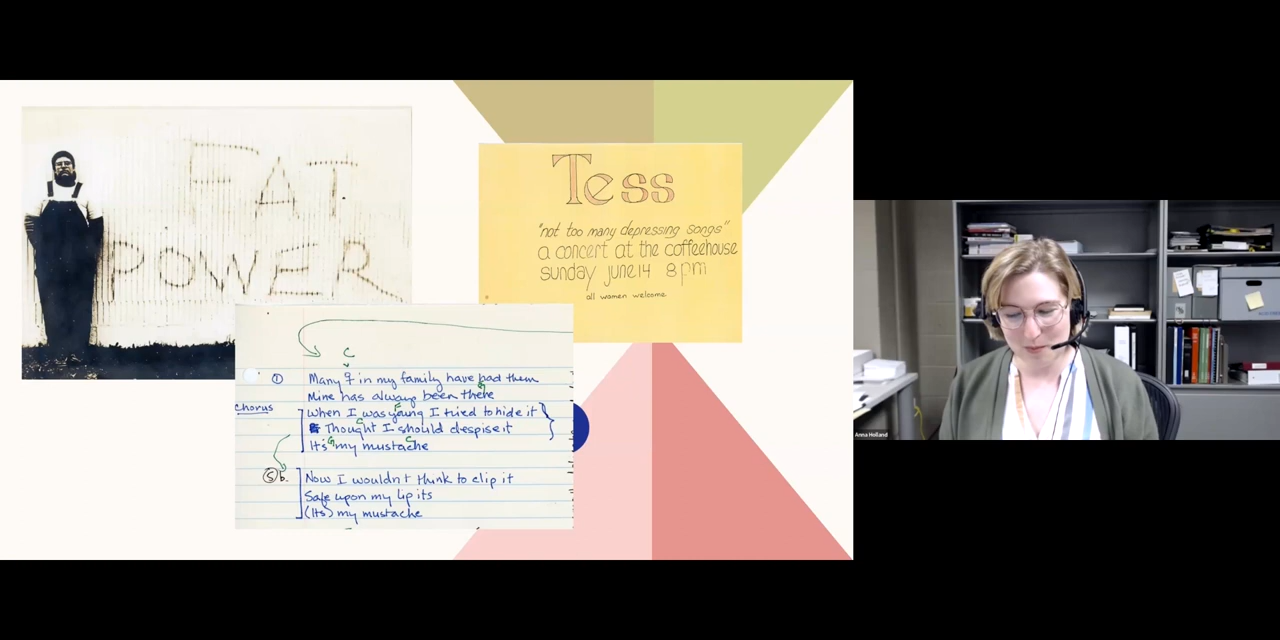 FAT
POWER
Tess
"not too many depressing songs"
a concert at the coffeehouse
sunday june 14 8 pm
all women welcome
C
① Many ♀ in my family have had them
Mine has always been there
Chorus
When I was young I tried to hide it
Thought I should despise it
It's my mustache
⑤ b. Now I wouldn't think to clip it
Safe upon my lip its
(Its) my mustache
Anna Holland